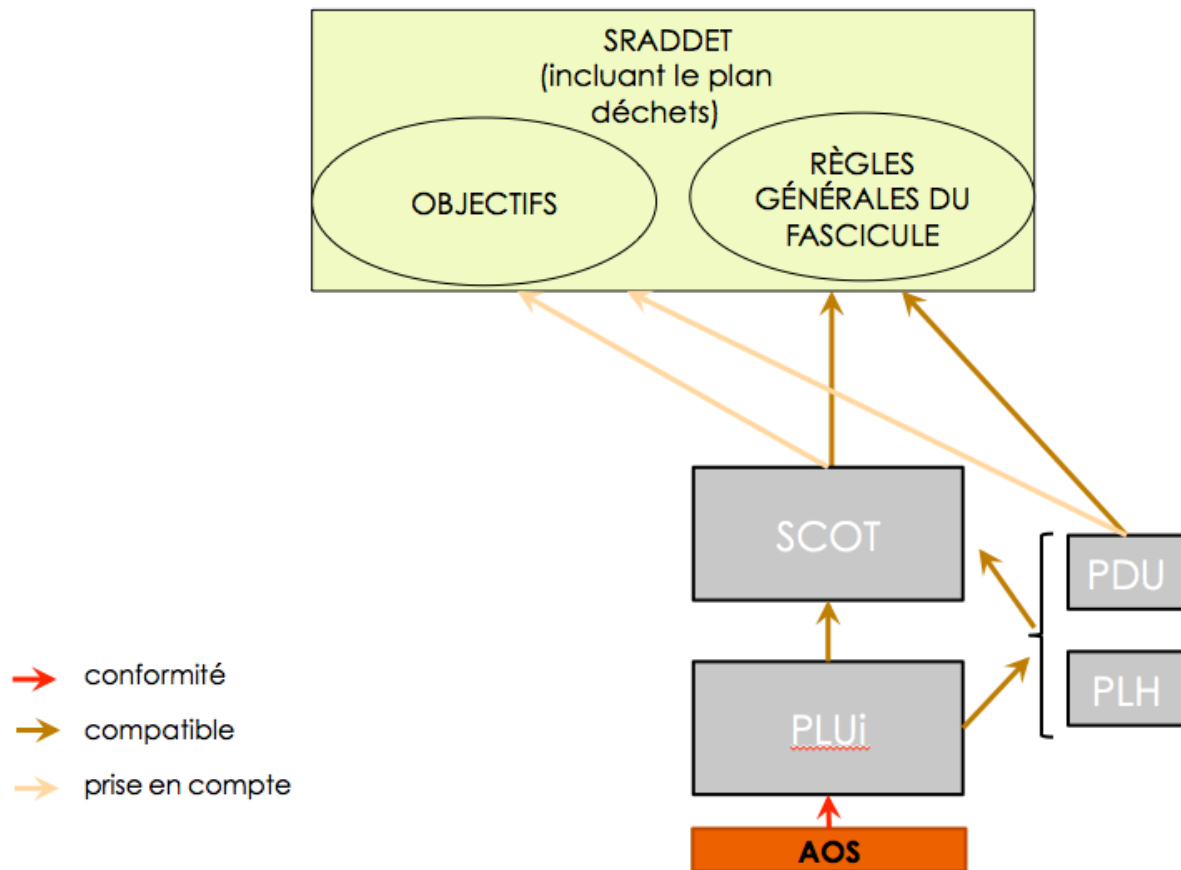 SRADDET
(incluant le plan
déchets)
OBJECTIFS
RÈGLES
GÉNÉRALES DU
FASCICULE
SCOT
PDU
PLH
PLUi
AOS
conformité
compatible
prise en compte